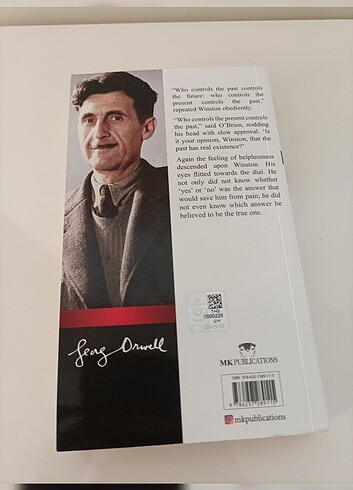 "Who controls the past controls
the future: who controls the
present controls the past,"
repeated Winston obediently.
"Who controls the present controls
the past," said O'Brien, nodding
his head with slow approval. 'Is
it your opinion, Winston, that the
past has real existence?'
Again the feeling of helplessness
descended upon Winston. His
eyes flitted towards the dial. He
not only did not know whether
'yes' or 'no' was the answer that
would save him from pain; he did
not even know which answer he
believed to be the true one.
Georg Orwell
MK PUBLICATIONS
9 786257 289115
mkpublications